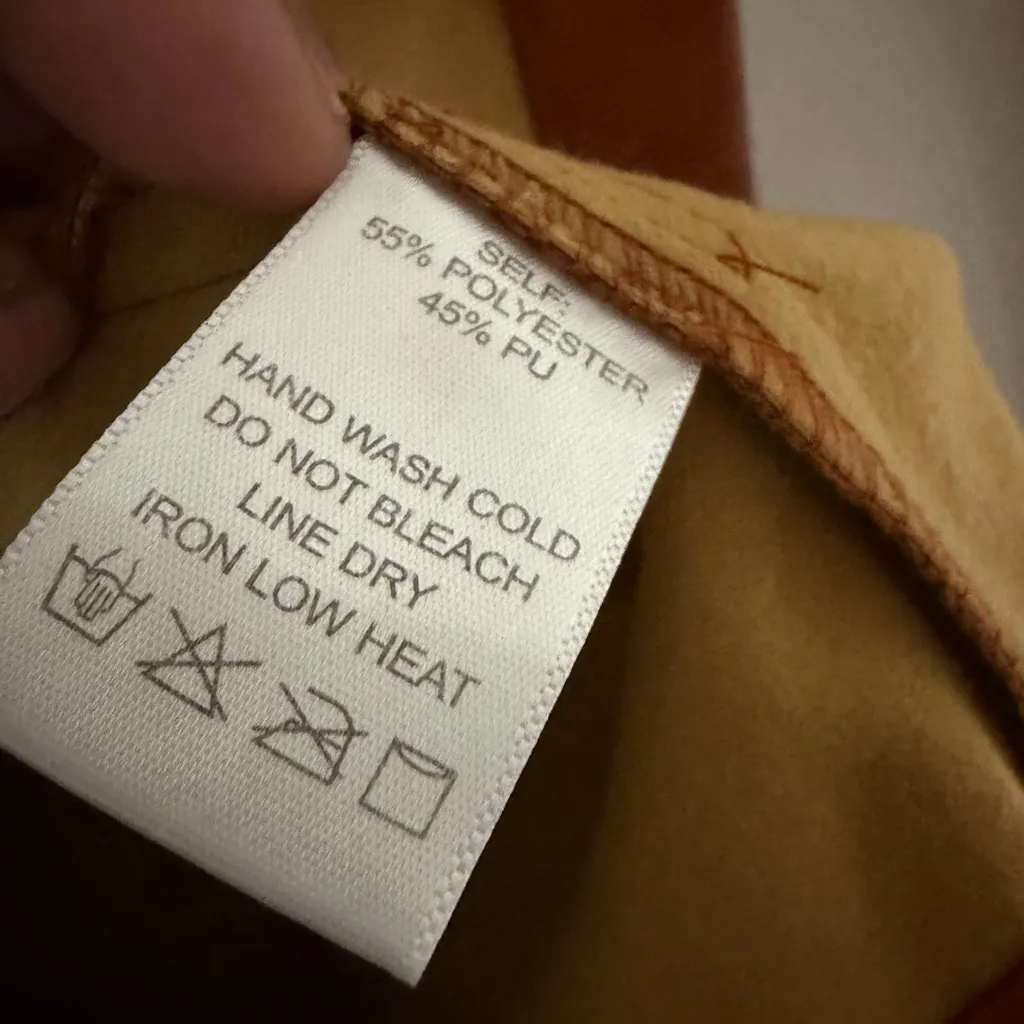 SELF:
55% POLYESTER
45% PU
HAND WASH COLD
DO NOT BLEACH
LINE DRY
IRON LOW HEAT